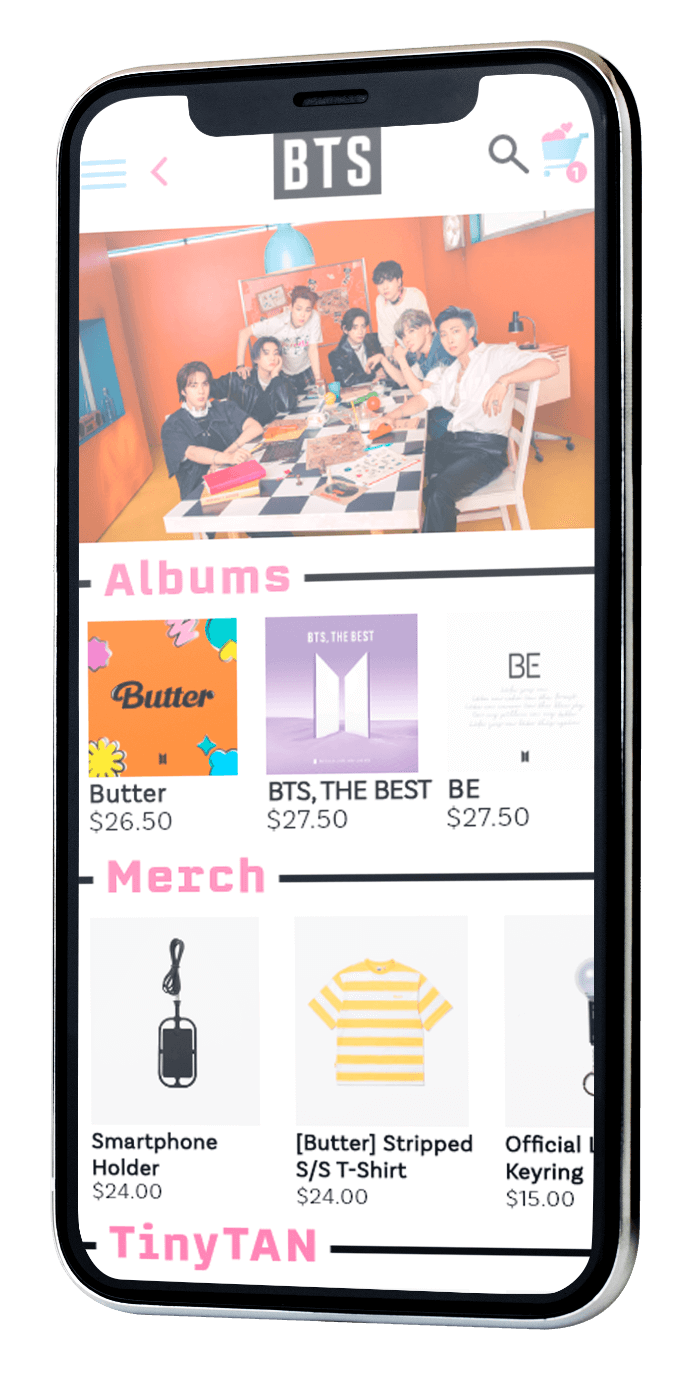 BTS
1
Albums
Butter
BTS, THE BEST
BE
Butter
$26.50
BTS, THE BEST
$27.50
BE
$27.50
Merch
Smartphone
Holder
$24.00
[Butter] Stripped
S/S T-Shirt
$24.00
Official
Keyring
$15.00
TinyTAN